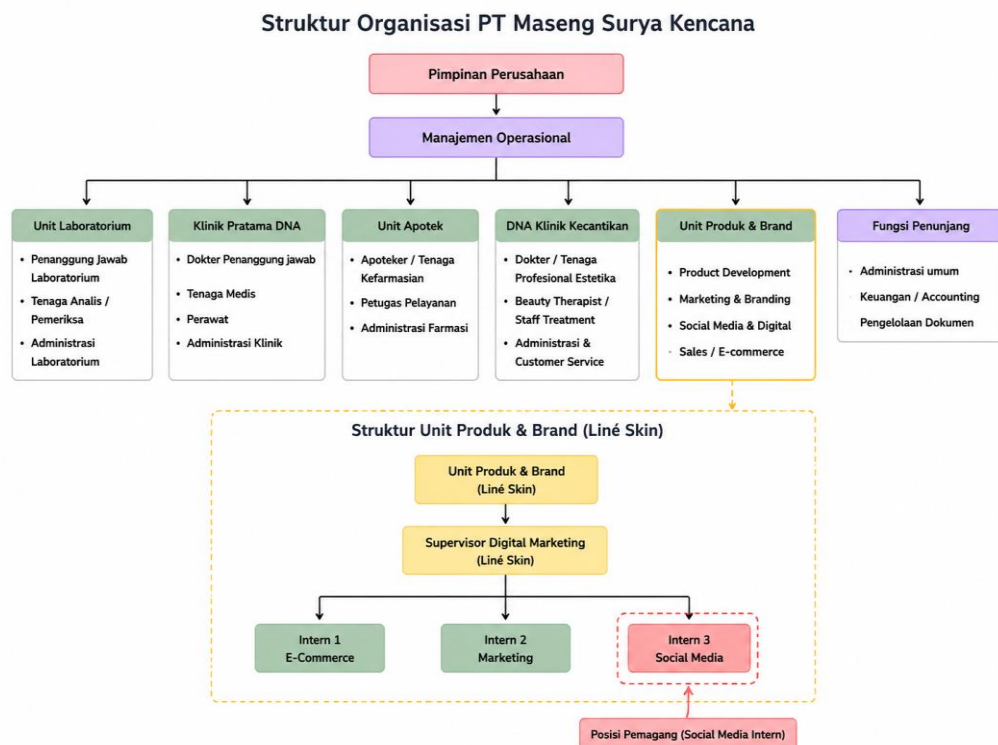 Struktur Organisasi PT Maseng Surya Kencana
Pimpinan Perusahaan
Manajemen Operasional
Unit Laboratorium
• Penanggung Jawab
Laboratorium
• Tenaga Analis /
Pemeriksa
• Administrasi
Laboratorium
Klinik Pratama DNA
• Dokter Penanggung jawab
• Tenaga Medis
• Perawat
• Administrasi Klinik
Unit Apotek
• Apoteker / Tenaga
Kefarmasian
• Petugas Pelayanan
• Administrasi Farmasi
DNA Klinik Kecantikan
• Dokter / Tenaga
Profesional Estetika
• Beauty Therapist /
Staff Treatment
• Administrasi &
Customer Service
Unit Produk & Brand
• Product Development
• Marketing & Branding
• Social Media & Digital
• Sales / E-commerce
Fungsi Penunjang
• Administrasi umum
Keuangan / Accounting
Pengelolaan Dokumen
Struktur Unit Produk & Brand (Liné Skin)
Unit Produk & Brand
(Liné Skin)
Supervisor Digital Marketing
(Liné Skin)
Intern 1
E-Commerce
Intern 2
Marketing
Intern 3
Social Media
Posisi Pemagang (Social Media Intern)